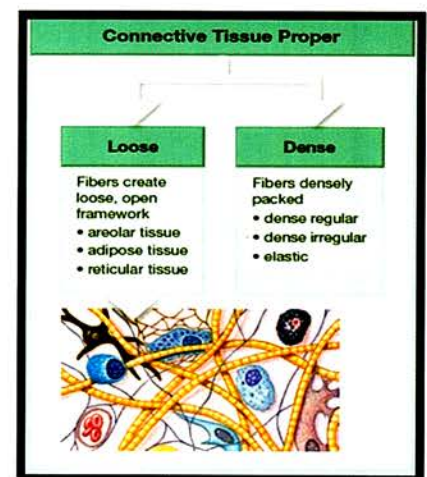 Connective Tissue Proper
Loose
Fibers create
loose, open
framework
• areolar tissue
• adipose tissue
• reticular tissue
Dense
Fibers densely
packed
• dense regular
• dense irregular
• elastic